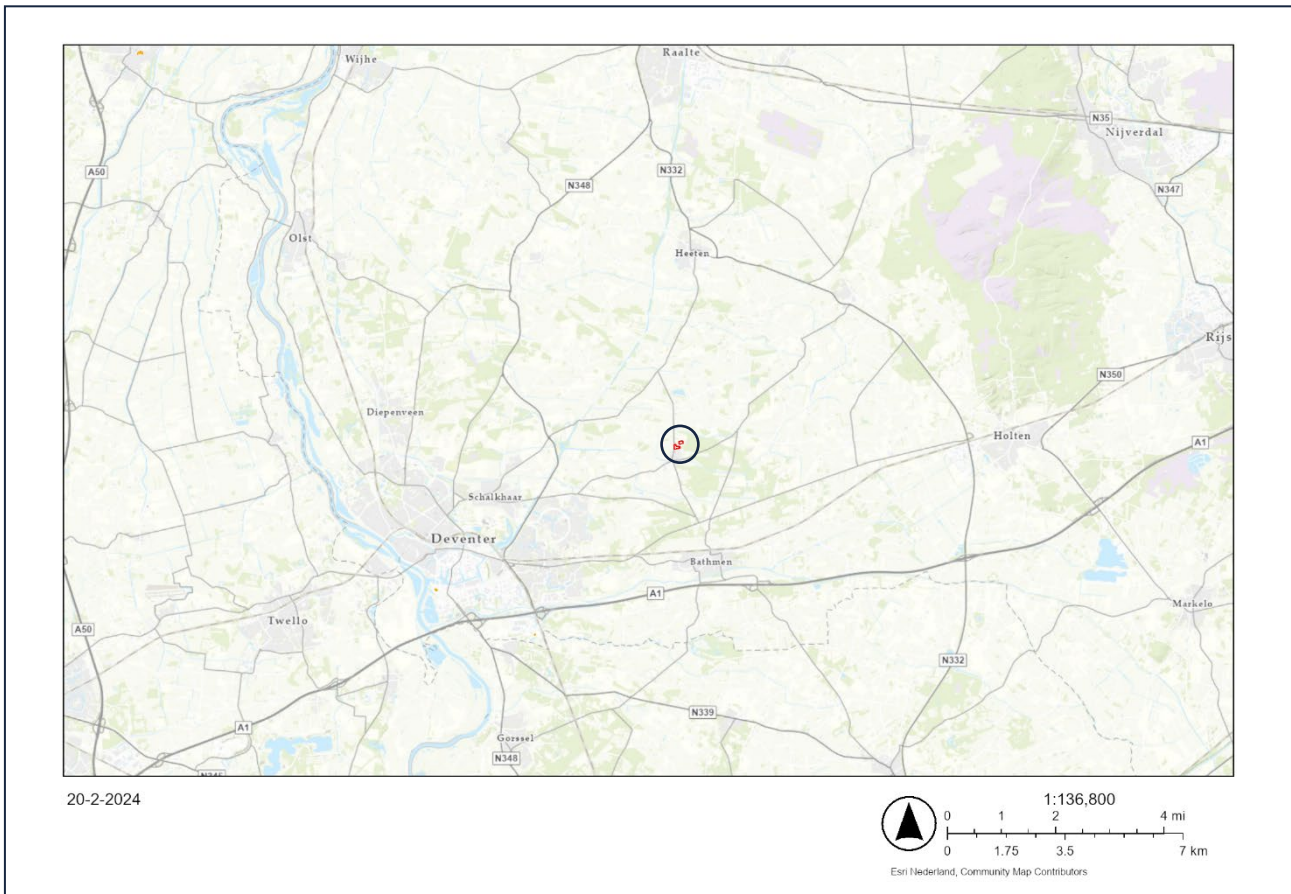 Wijhe
Raalte
N35
Nijverdal
A50
N332
N348
N347
Olst
Heeten
Rijs
N350
Diepenveen
Holten
A1
Schalkhaar
Deventer
Bathmen
A1
Markelo
Twello
A50
N332
N339
A1
Gorssel
N348
20-2-2024
1:136,800
0 1 2 4 mi
0 1.75 3.5 7 km
Esri Nederland, Community Map Contributors